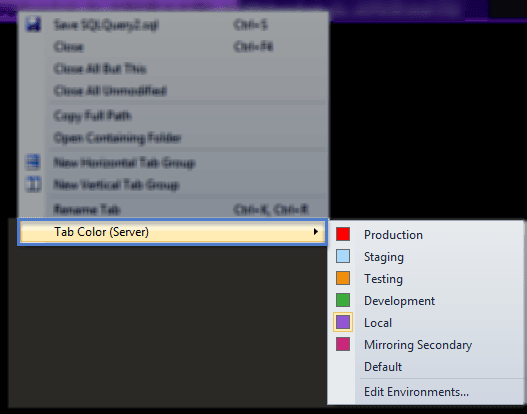 Save SQLQuery2.sql Ctrl+S
Close Ctrl+F4
Close All But This
Close All Unmodified
Copy Full Path
Open Containing Folder
New Horizontal Tab Group
New Vertical Tab Group
Rename Tab Ctrl+K, Ctrl+R
Tab Color (Server)
Production
Staging
Testing
Development
Local
Mirroring Secondary
Default
Edit Environments...